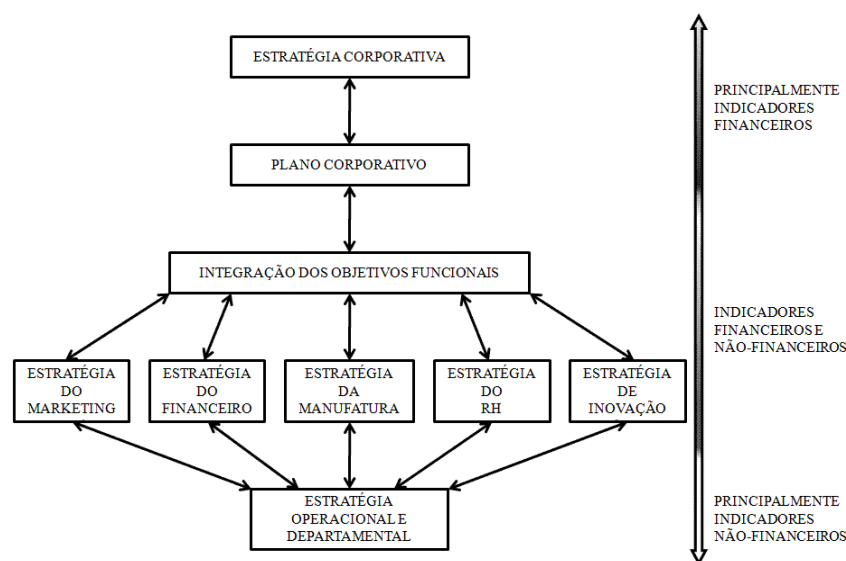 ESTRATÉGIA CORPORATIVA
PRINCIPALMENTE
INDICADORES
FINANCEIROS
PLANO CORPORATIVO
INTEGRAÇÃO DOS OBJETIVOS FUNCIONAIS
INDICADORES
FINANCEIROS E
NÃO-FINANCEIROS
ESTRATÉGIA
DO
MARKETING
ESTRATÉGIA
DO
FINANCEIRO
ESTRATÉGIA
DA
MANUFATURA
ESTRATÉGIA
DO
RH
ESTRATÉGIA
DE
INOVAÇÃO
ESTRATÉGIA
OPERACIONAL E
DEPARTAMENTAL
PRINCIPALMENTE
INDICADORES
NÃO-FINANCEIROS